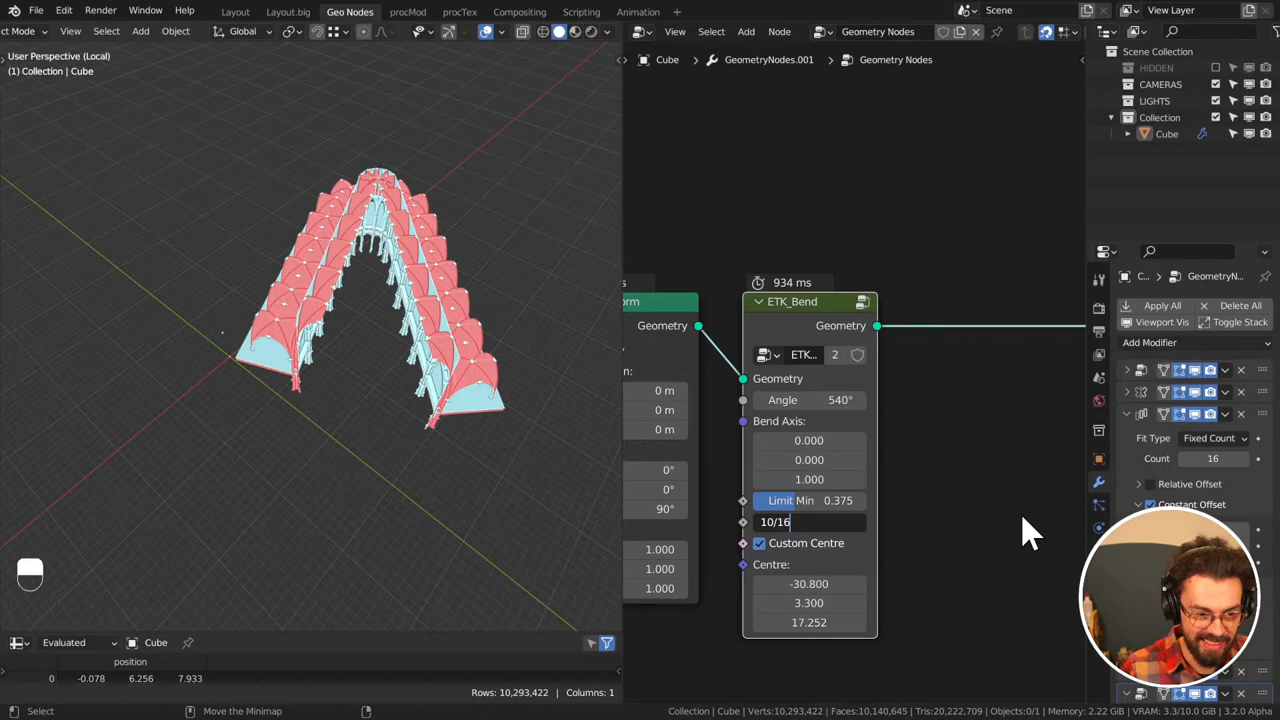 File Edit Render Window Help Layout Layout.big Geo Nodes procMod procTex Compositing Scripting Animation + Scene View Layer
ct Mode View Select Add Object Global View Select Add Node Geometry Nodes
User Perspective (Local)
(1) Collection | Cube
Cube > GeometryNodes.001 > Geometry Nodes
Scene Collection
HIDDEN
CAMERAS
LIGHTS
Collection
Cube
C... > GeometryN...
Apply All Delete All
Viewport Vis Toggle Stack
Add Modifier
Fit Type Fixed Count
Count 16
Relative Offset
Constant Offset
s 934 ms
orm ETK_Bend
Geometry Geometry
ETK... 2
n:
Geometry
0 m
0 m
0 m
Angle 540°
Bend Axis:
0.000
0.000
1.000
0°
0°
90°
Limit Min 0.375
10/16
Custom Centre
Centre:
1.000
1.000
1.000
-30.800
3.300
17.252
Evaluated Cube
position
0 -0.078 6.256 7.933
Rows: 10,293,422 | Columns: 1
Select Move the Minimap Collection | Cube | Verts:10,293,422 | Faces:10,140,645 | Tris:20,222,709 | Objects:0/1 | Memory: 2.22 GiB | VRAM: 3.3/10.0 GiB | 3.2.0 Alpha